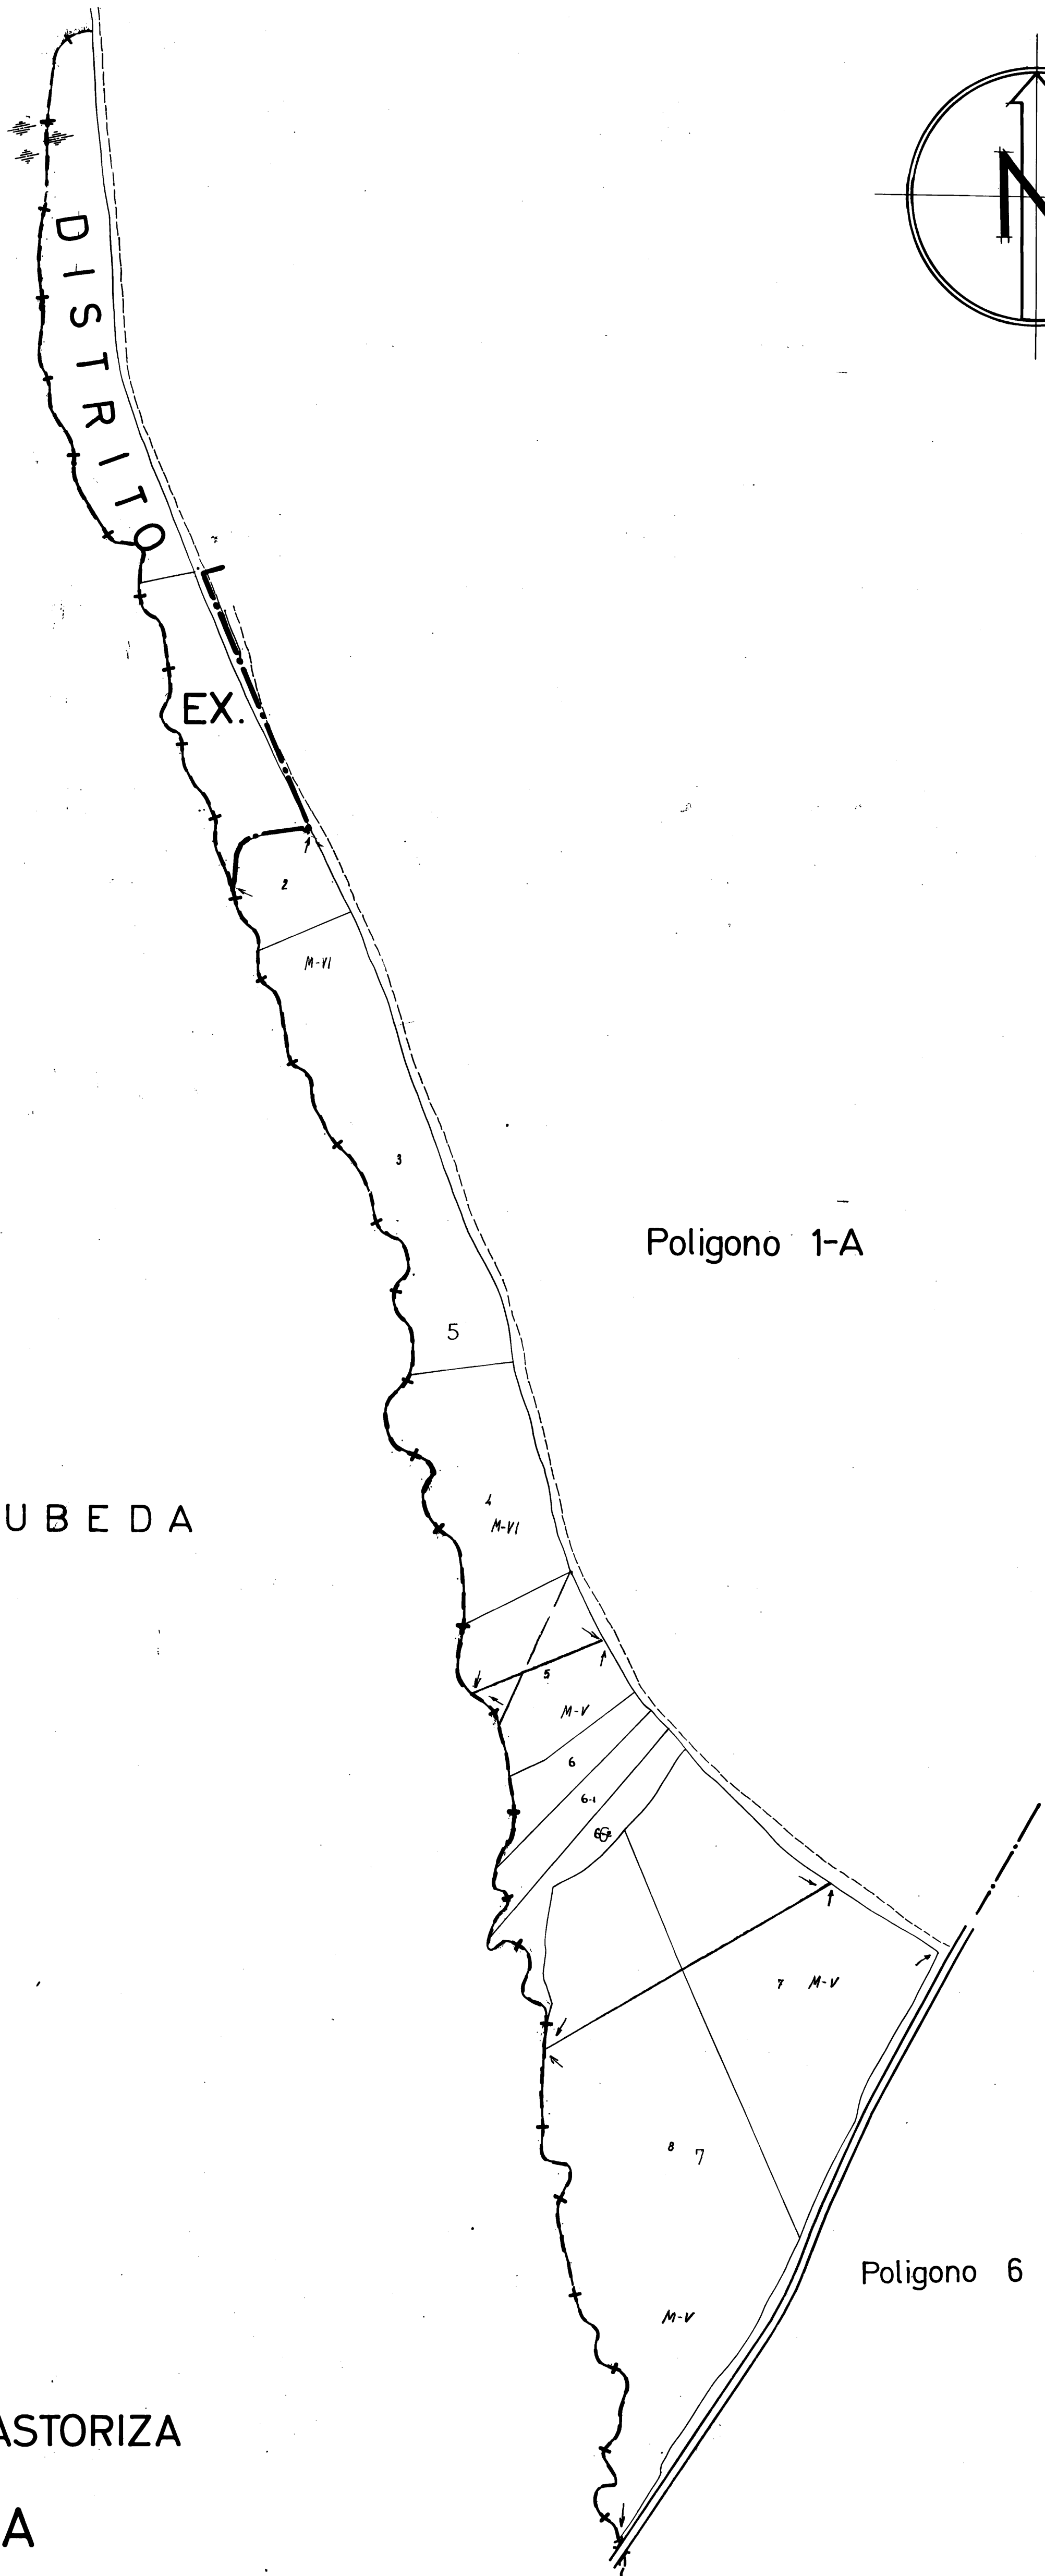 N
DISTRITO
EX.
2
M-VI
3
Poligono 1-A
5
UBEDA
4
M-VI
5
M-V
6
6-1
7 M-V
8 7
Poligono 6
M-V
ASTORIZA
A